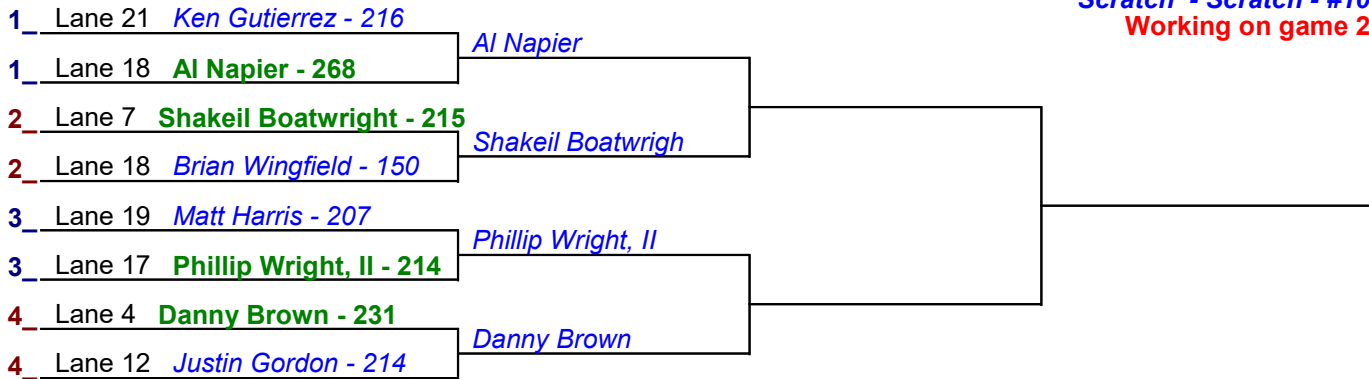 Scratch - Scratch - #10
Working on game 2
1_ Lane 21 Ken Gutierrez - 216
Al Napier
1_ Lane 18 Al Napier - 268
2_ Lane 7 Shakeil Boatwright - 215
Shakeil Boatwrigh
2_ Lane 18 Brian Wingfield - 150
3_ Lane 19 Matt Harris - 207
Phillip Wright, II
3_ Lane 17 Phillip Wright, II - 214
4_ Lane 4 Danny Brown - 231
Danny Brown
4_ Lane 12 Justin Gordon - 214